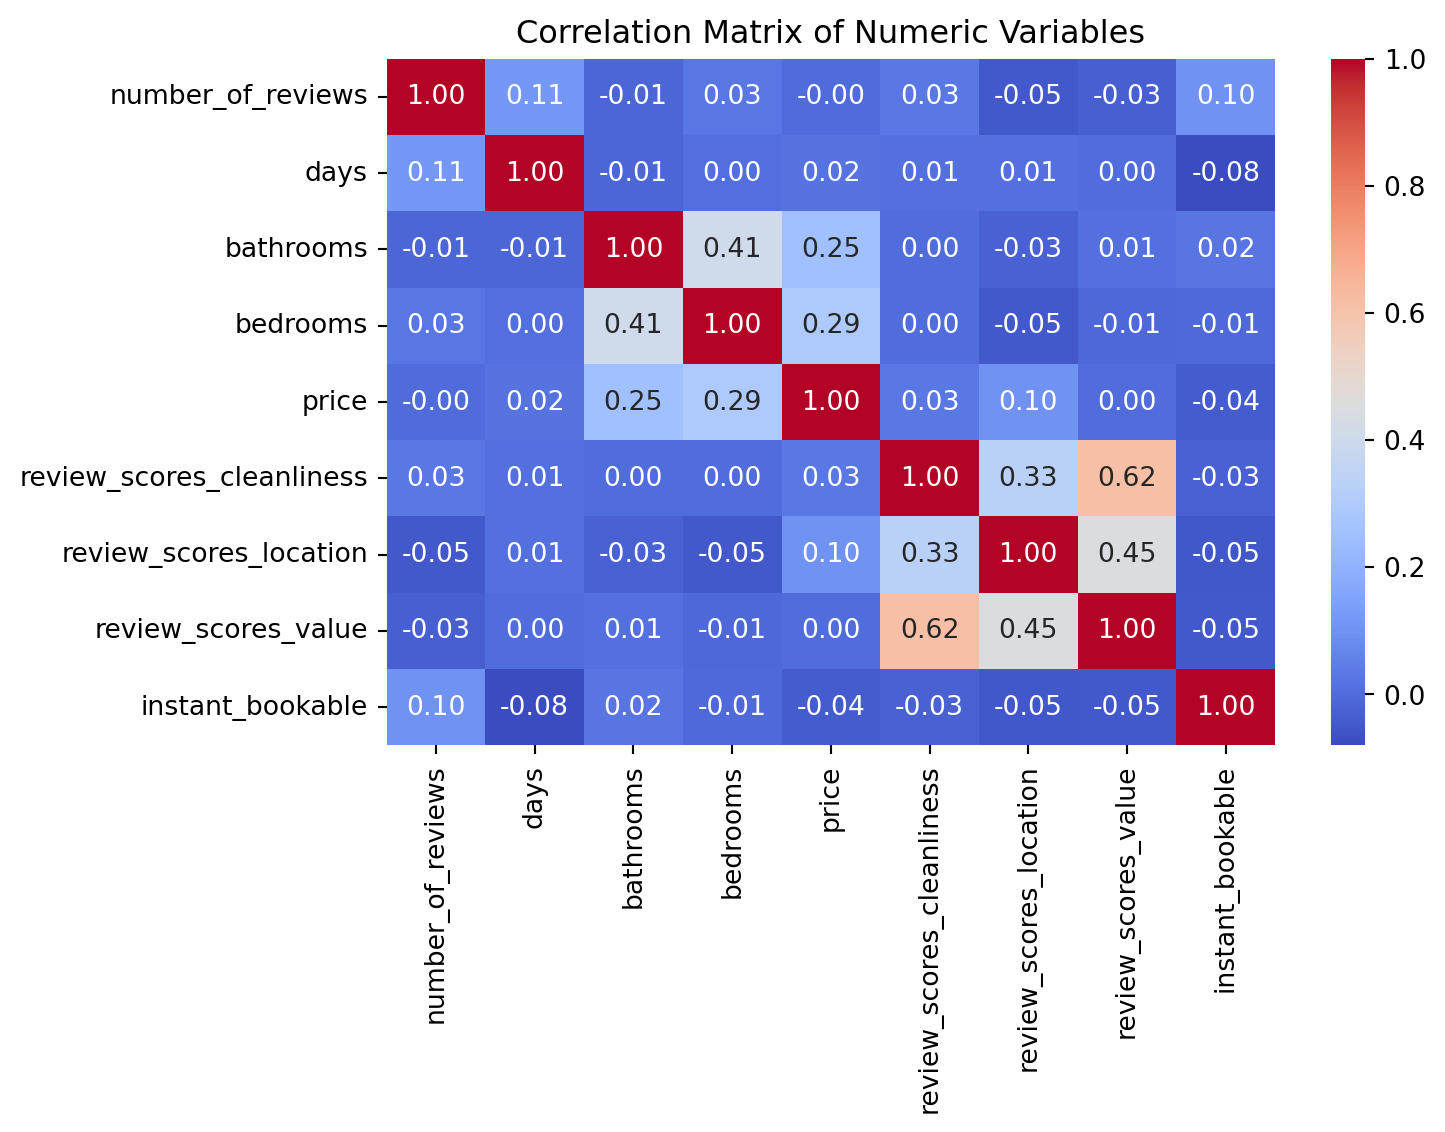 Correlation Matrix of Numeric Variables
number_of_reviews 1.00 0.11 -0.01 0.03 -0.00 0.03 -0.05 -0.03 0.10
days 0.11 1.00 -0.01 0.00 0.02 0.01 0.01 0.00 -0.08
bathrooms -0.01 -0.01 1.00 0.41 0.25 0.00 -0.03 0.01 0.02
bedrooms 0.03 0.00 0.41 1.00 0.29 0.00 -0.05 -0.01 -0.01
price -0.00 0.02 0.25 0.29 1.00 0.03 0.10 0.00 -0.04
review_scores_cleanliness 0.03 0.01 0.00 0.00 0.03 1.00 0.33 0.62 -0.03
review_scores_location -0.05 0.01 -0.03 -0.05 0.10 0.33 1.00 0.45 -0.05
review_scores_value -0.03 0.00 0.01 -0.01 0.00 0.62 0.45 1.00 -0.05
instant_bookable 0.10 -0.08 0.02 -0.01 -0.04 -0.03 -0.05 -0.05 1.00
number_of_reviews
days
bathrooms
bedrooms
price
review_scores_cleanliness
review_scores_location
review_scores_value
instant_bookable
1.0
0.8
0.6
0.4
0.2
0.0